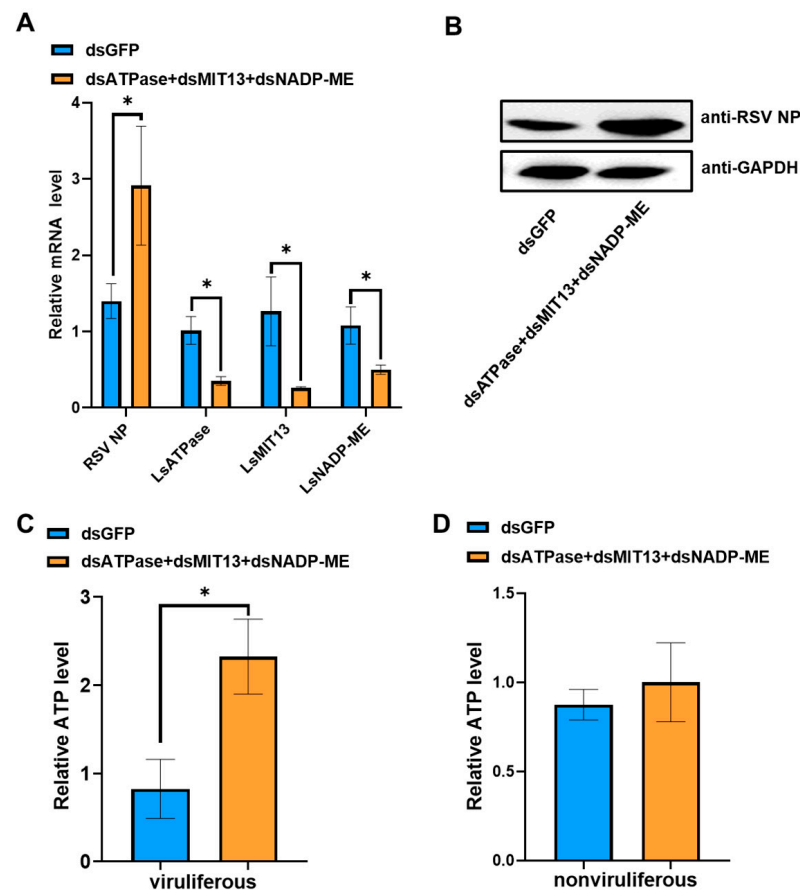 A
dsGFP
dsATPase+dsMIT13+dsNADP-ME
Relative mRNA level
4
3
2
1
0
*
*
*
*
RSV NP
LsATPase
LsMIT13
LsNADP-ME
B
anti-RSV NP
anti-GAPDH
dsGFP
dsATPase+dsMIT13+dsNADP-ME
C
dsGFP
dsATPase+dsMIT13+dsNADP-ME
Relative ATP level
3
2
1
0
*
viruliferous
D
dsGFP
dsATPase+dsMIT13+dsNADP-ME
Relative ATP level
1.5
1.0
0.5
0.0
nonviruliferous